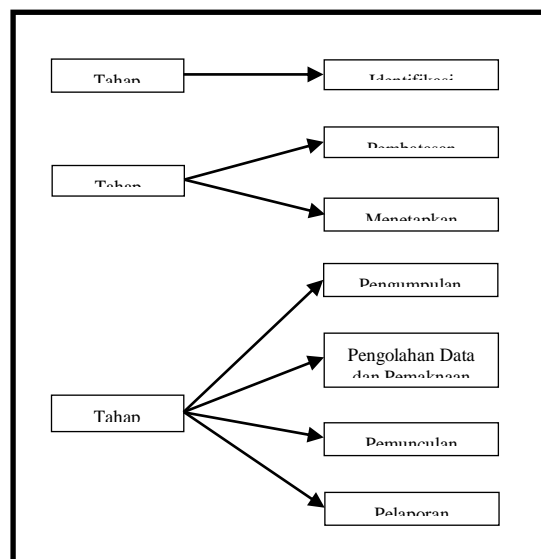 Tahap
Identifikasi
Tahap
Pembatasan
Menetapkan
Tahap
Pengumpulan
Pengolahan Data
dan Pemaknaan
Pemunculan
Pelaporan